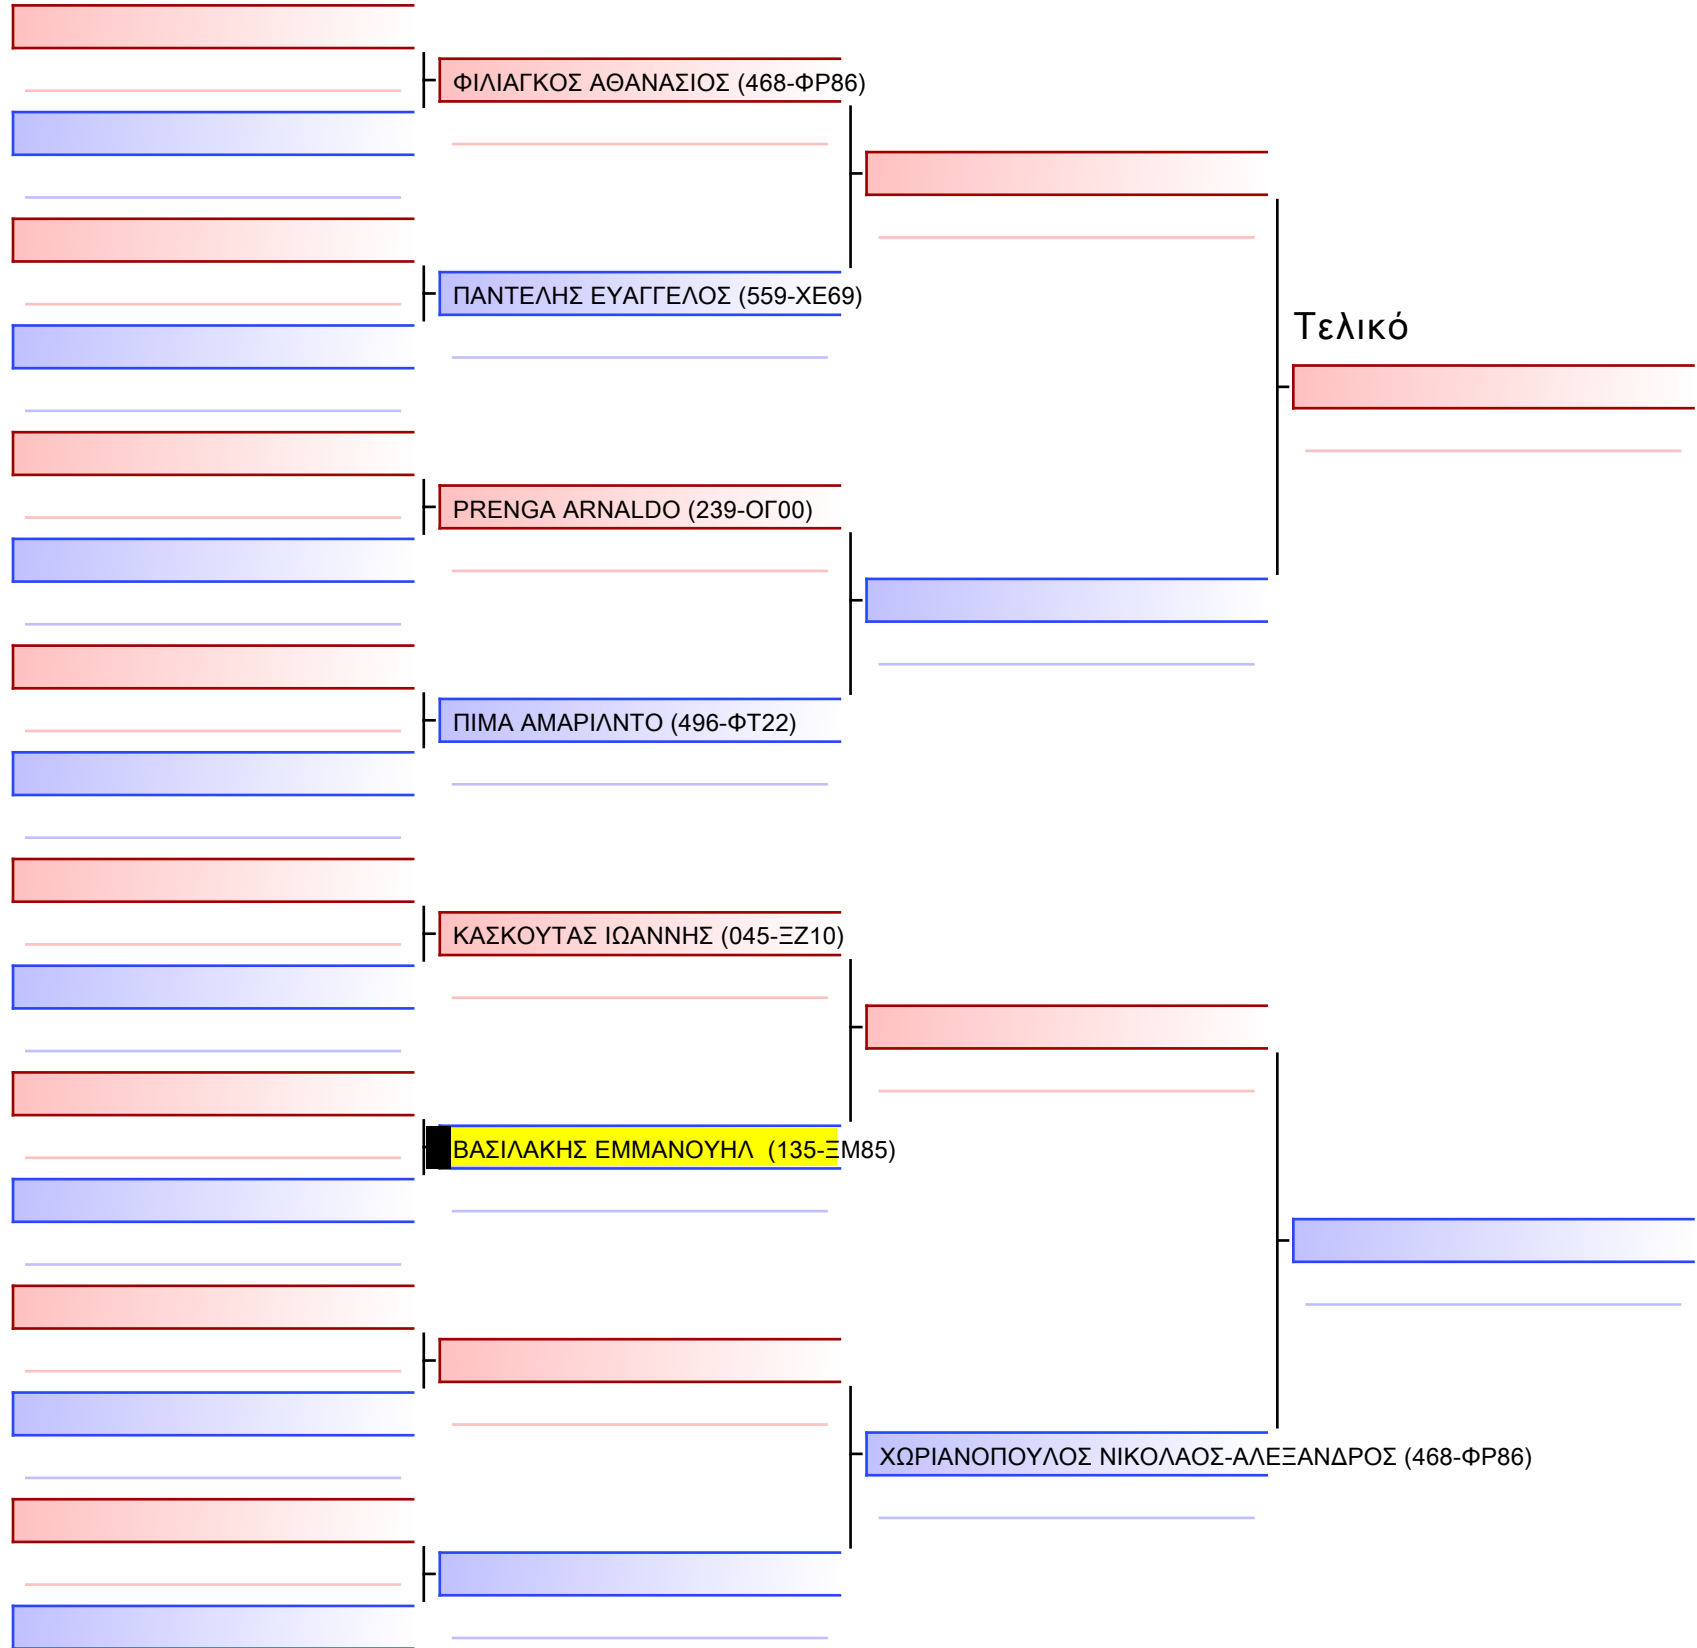 ΦΙΛΙΑΓΚΟΣ ΑΘΑΝΑΣΙΟΣ (468-ΦΡ86)
ΠΑΝΤΕΛΗΣ ΕΥΑΓΓΕΛΟΣ (559-ΧΕ69)
Τελικό
PRENGA ARNALDO (239-ΟΓ00)
ΠΙΜΑ ΑΜΑΡΙΛΝΤΟ (496-ΦΤ22)
ΚΑΣΚΟΥΤΑΣ ΙΩΑΝΝΗΣ (045-ΞΖ10)
ΒΑΣΙΛΑΚΗΣ ΕΜΜΑΝΟΥΗΛ (135-ΞΜ85)
ΧΩΡΙΑΝΟΠΟΥΛΟΣ ΝΙΚΟΛΑΟΣ-ΑΛΕΞΑΝΔΡΟΣ (468-ΦΡ86)